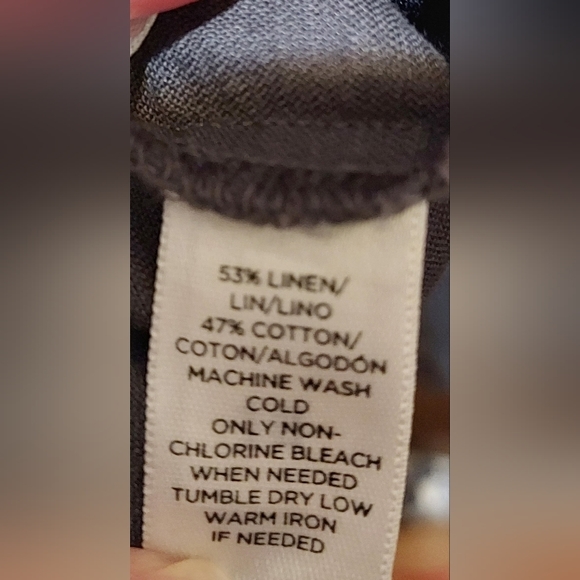 53% LINEN/
LIN/LINO
47% COTTON/
COTON/ALGODÓN
MACHINE WASH
COLD
ONLY NON-
CHLORINE BLEACH
WHEN NEEDED
TUMBLE DRY LOW
WARM IRON
IF NEEDED